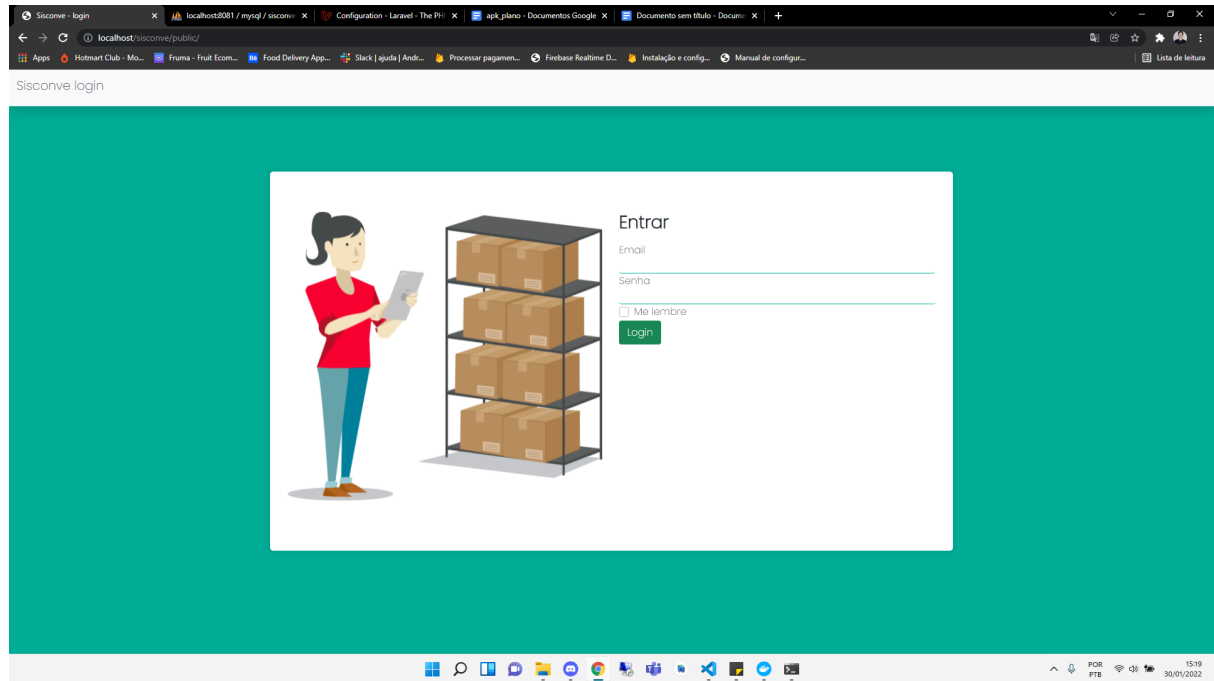 Sisconve - login
localhost:8081 / mysql / sisconve
Configuration - Laravel - The PH
apk_plano - Documentos Google
Documento sem título - Docume
localhost/sisconve/public/
Apps
Hotmart Club - Mo...
Fruma - Fruit Ecom...
Food Delivery App...
Slack | ajuda | Andr...
Processar pagamen...
Firebase Realtime D...
Instalação e config...
Manual de configur...
Lista de leitura
Sisconve login
Entrar
Email
Senha
Me lembre
Login
POR
PTB
15:19
30/01/2022